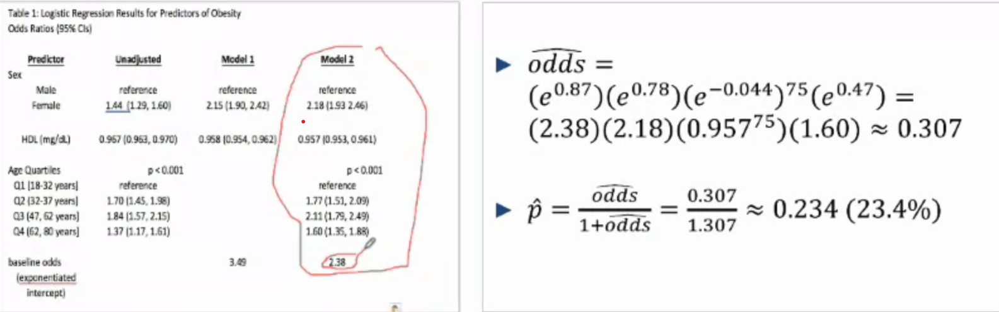 Table 1: Logistic Regression Results for Predictors of Obesity
Odds Ratios (95% CIs)
Predictor Unadjusted Model 1 Model 2
Sex
Male reference reference reference
Female 1.44 (1.29, 1.60) 2.15 (1.90, 2.42) 2.18 (1.93 2.46)
HDL (mg/dL) 0.967 (0.963, 0.970) 0.958 (0.954, 0.962) 0.957 (0.953, 0.961)
Age Quartiles p < 0.001 p < 0.001
Q1 [18-32 years] reference reference
Q2 (32-37 years] 1.70 (1.45, 1.98) 1.77 (1.51, 2.09)
Q3 (47, 62 years] 1.84 (1.57, 2.15) 2.11 (1.79, 2.49)
Q4 (62, 80 years] 1.37 (1.17, 1.61) 1.60 (1.35, 1.88)
baseline odds 3.49 2.38
(exponentiated
intercept)
▶ \widehat{odds} =
(e^{0.87})(e^{0.78})(e^{−0.044})^{75}(e^{0.47}) =
(2.38)(2.18)(0.957^{75})(1.60) ≈ 0.307
▶ p̂ = \frac{\widehat{odds}}{1+\widehat{odds}} = \frac{0.307}{1.307} ≈ 0.234 (23.4%)